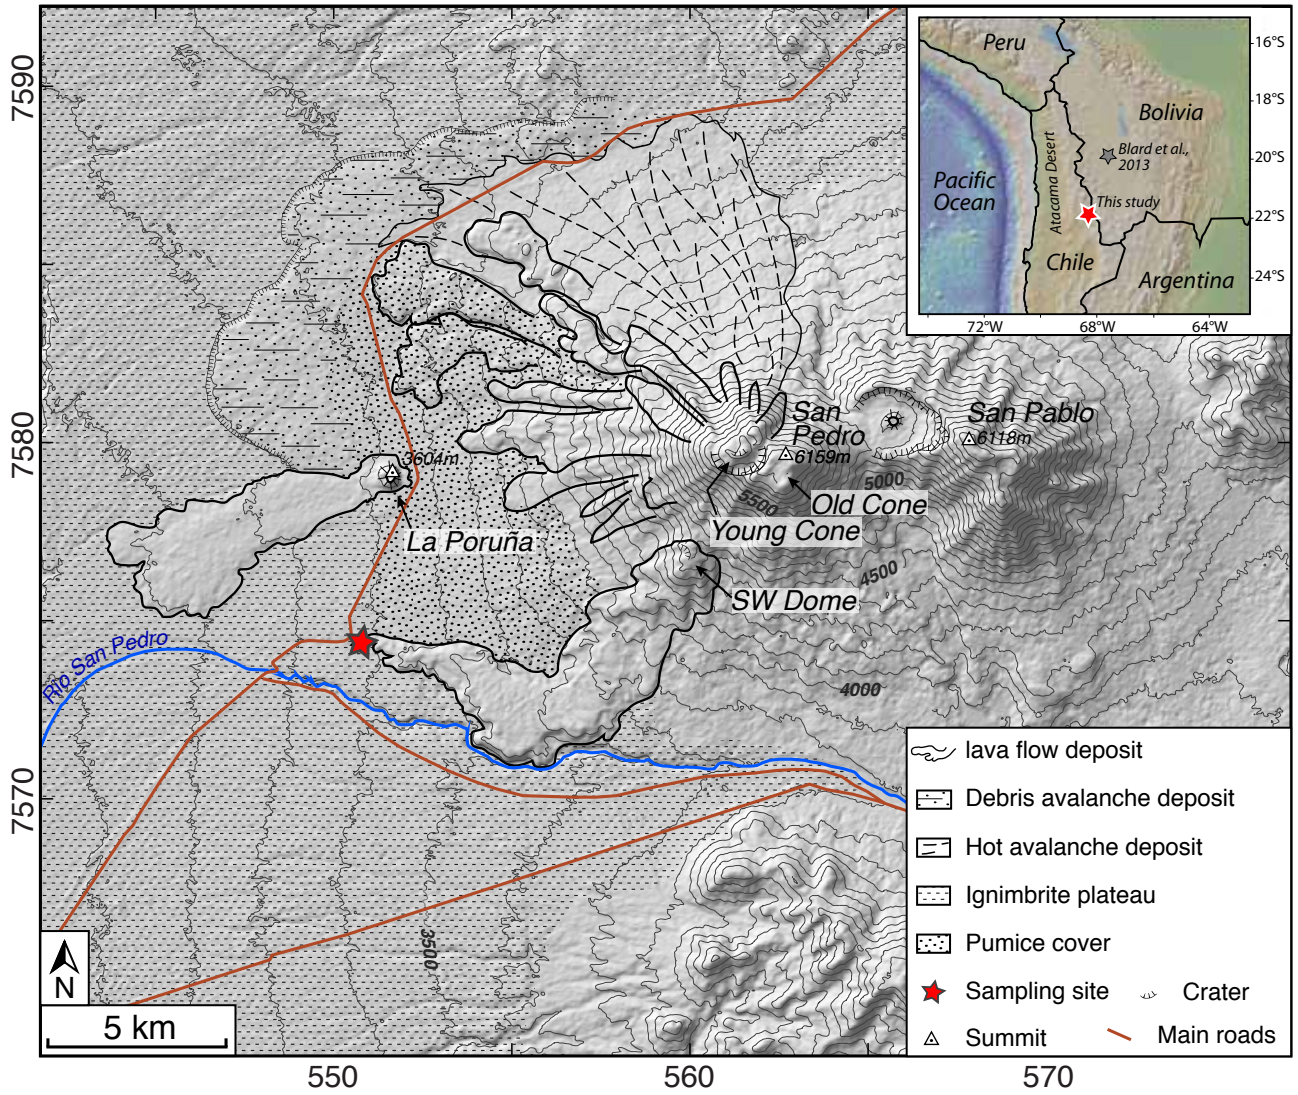 7590
7580
7570
550
560
570
Peru
Bolivia
Blard et al.,
2013
This study
Pacific
Ocean
Atacama Desert
Chile
Argentina
16°S
18°S
20°S
22°S
24°S
72°W
68°W
64°W
San
Pedro
6159m
San Pablo
6118m
3604m
La Poruña
Old Cone
Young Cone
SW Dome
5500
5000
4500
4000
3500
Río San Pedro
N
5 km
lava flow deposit
Debris avalanche deposit
Hot avalanche deposit
Ignimbrite plateau
Pumice cover
Sampling site
Crater
Summit
Main roads